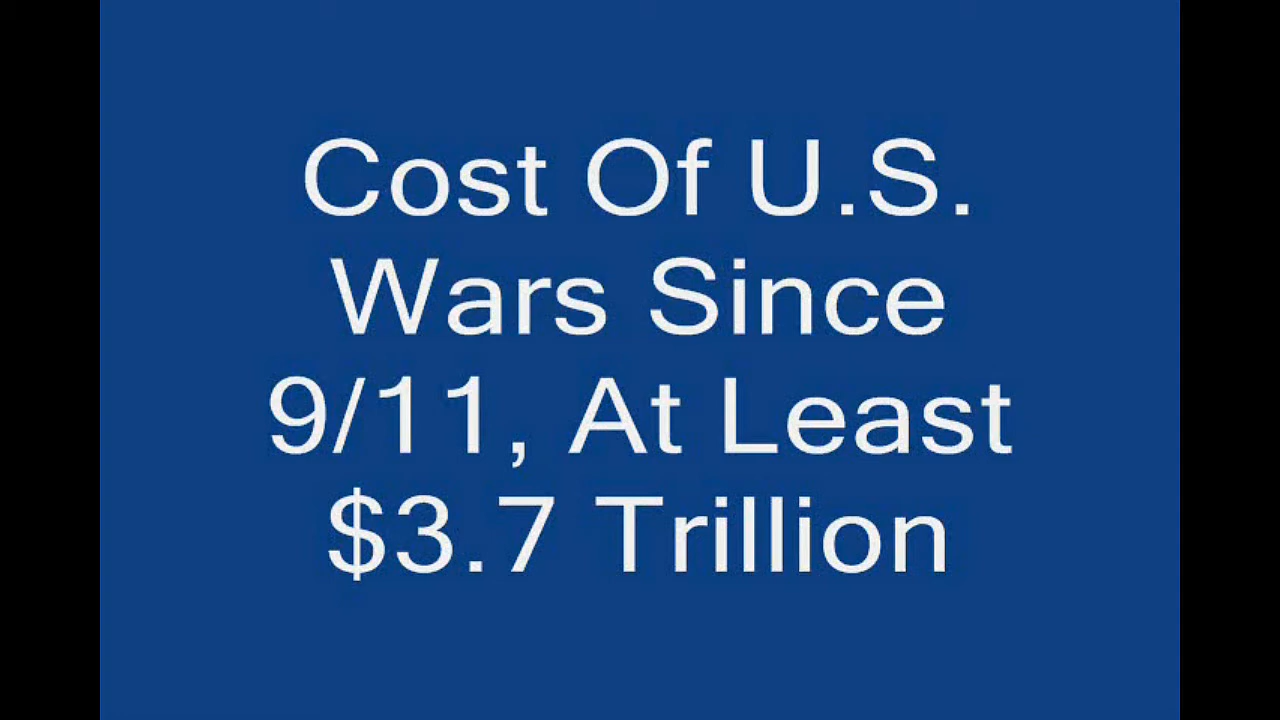 Cost Of U.S.
Wars Since
9/11, At Least
$3.7 Trillion